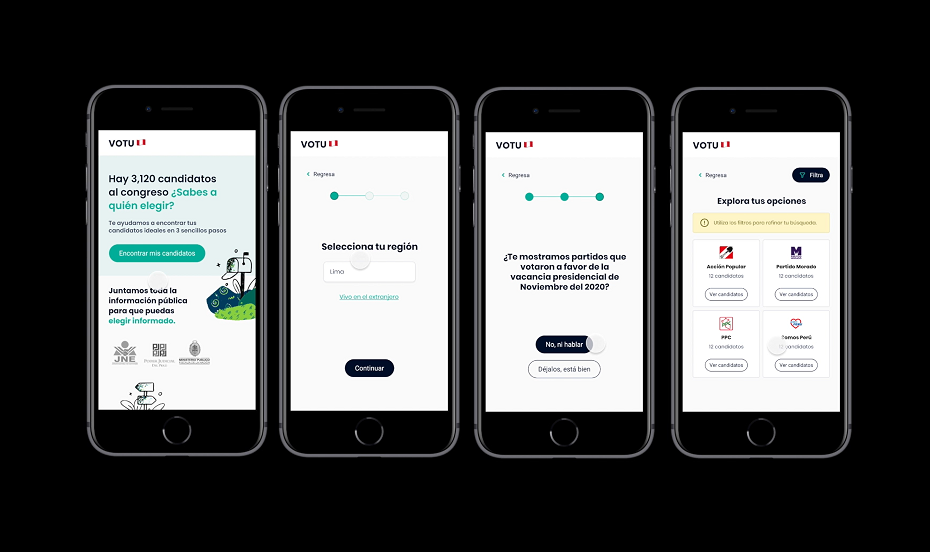 VOTU
Hay 3,120 candidatos
al congreso ¿Sabes a
quién elegir?
Te ayudamos a encontrar tus
candidatos ideales en 3 sencillos pasos
Encontrar mis candidatos
Juntamos toda la
información pública
para que puedas
elegir informado.
JNE
PODER JUDICIAL
DEL PERÚ
MINISTERIO PÚBLICO
VOTU
Regresa
Selecciona tu región
Lima
Vivo en el extranjero
Continuar
VOTU
Regresa
¿Te mostramos partidos que
votaron a favor de la
vacancia presidencial de
Noviembre del 2020?
No, ni hablar
Déjalos, está bien
VOTU
Regresa
Filtra
Explora tus opciones
Utiliza los filtros para refinar tu búsqueda.
Acción Popular
12 candidatos
Ver candidatos
Partido Morado
12 candidatos
Ver candidatos
PPC
12 candidatos
Ver candidatos
Somos Perú
12 candidatos
Ver candidatos